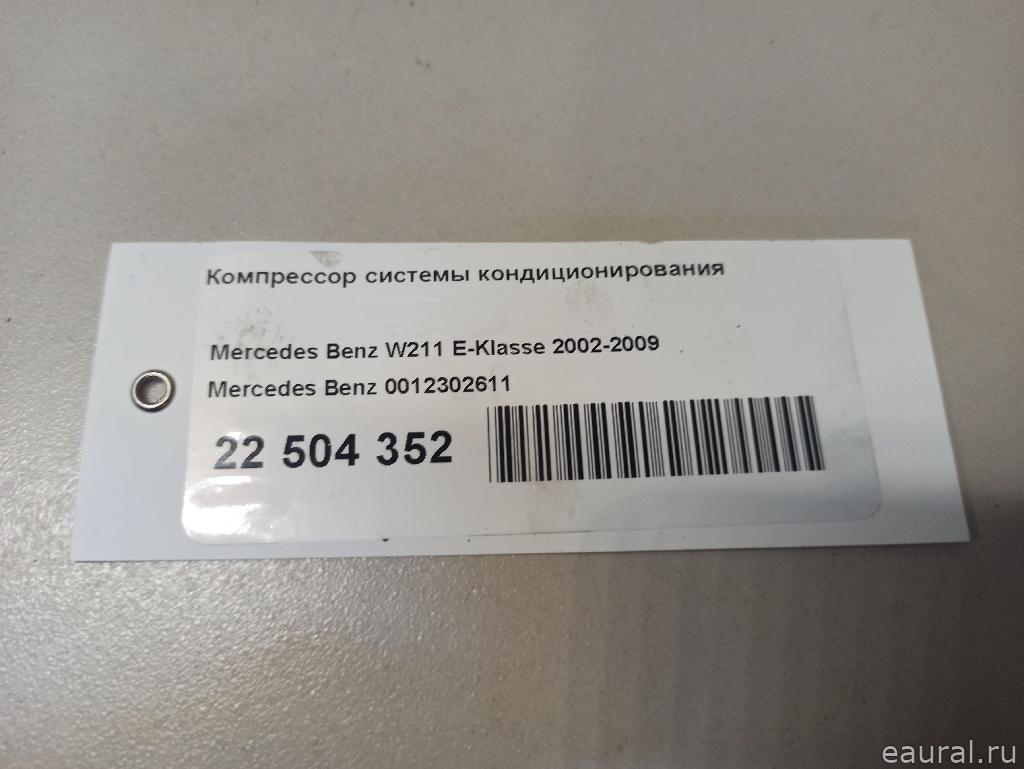 Компрессор системы кондиционирования
Mercedes Benz W211 E-Klasse 2002-2009
Mercedes Benz 0012302611
22 504 352
eaural.ru